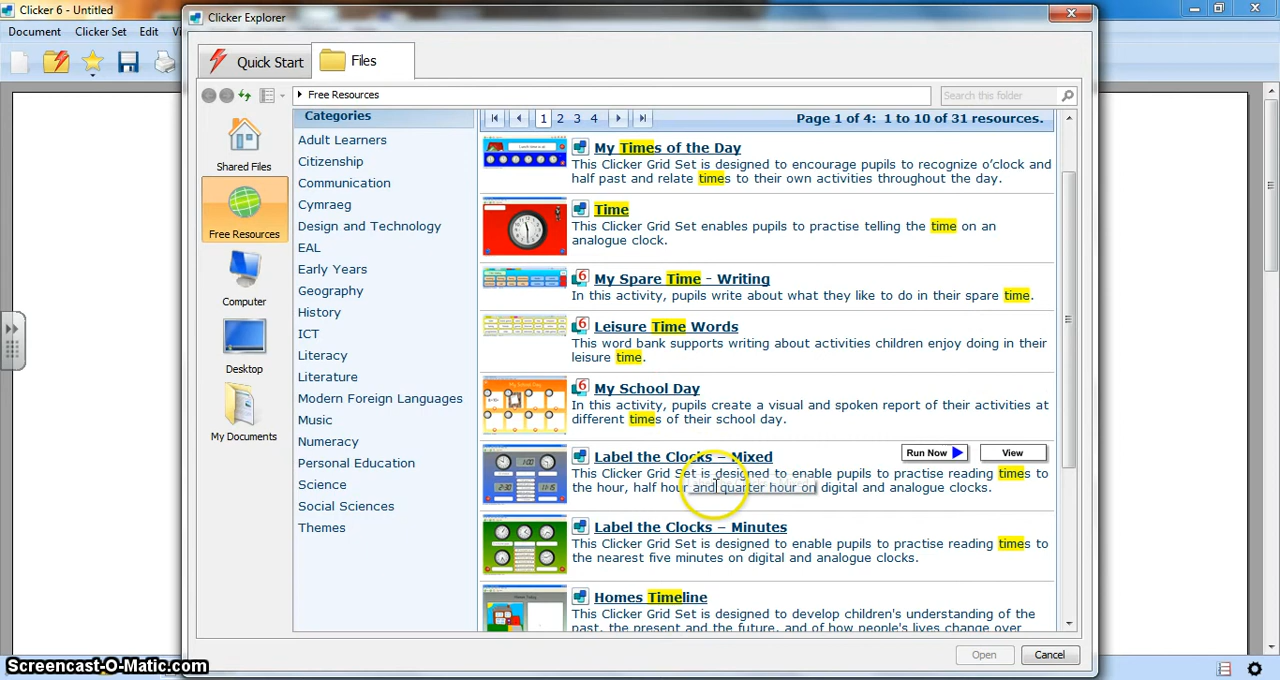 Clicker 6 - Untitled
Clicker Explorer
Document Clicker Set Edit
Quick Start Files
Free Resources
Search this folder
Categories
1 2 3 4 Page 1 of 4: 1 to 10 of 31 resources.
Shared Files
Free Resources
Computer
Desktop
My Documents
Adult Learners
Citizenship
Communication
Cymraeg
Design and Technology
EAL
Early Years
Geography
History
ICT
Literacy
Literature
Modern Foreign Languages
Music
Numeracy
Personal Education
Science
Social Sciences
Themes
My Times of the Day
This Clicker Grid Set is designed to encourage pupils to recognize o'clock and
half past and relate times to their own activities throughout the day.
Time
This Clicker Grid Set enables pupils to practise telling the time on an
analogue clock.
My Spare Time - Writing
In this activity, pupils write about what they like to do in their spare time.
Leisure Time Words
This word bank supports writing about activities children enjoy doing in their
leisure time.
My School Day
In this activity, pupils create a visual and spoken report of their activities at
different times of their school day.
Label the Clocks – Mixed
Run Now View
This Clicker Grid Set is designed to enable pupils to practise reading times to
the hour, half hour and quarter hour on digital and analogue clocks.
Label the Clocks – Minutes
This Clicker Grid Set is designed to enable pupils to practise reading times to
the nearest five minutes on digital and analogue clocks.
Homes Timeline
This Clicker Grid Set is designed to develop children's understanding of the
past, the present and the future, and of how people's lives change over
Open Cancel
Screencast-O-Matic.com